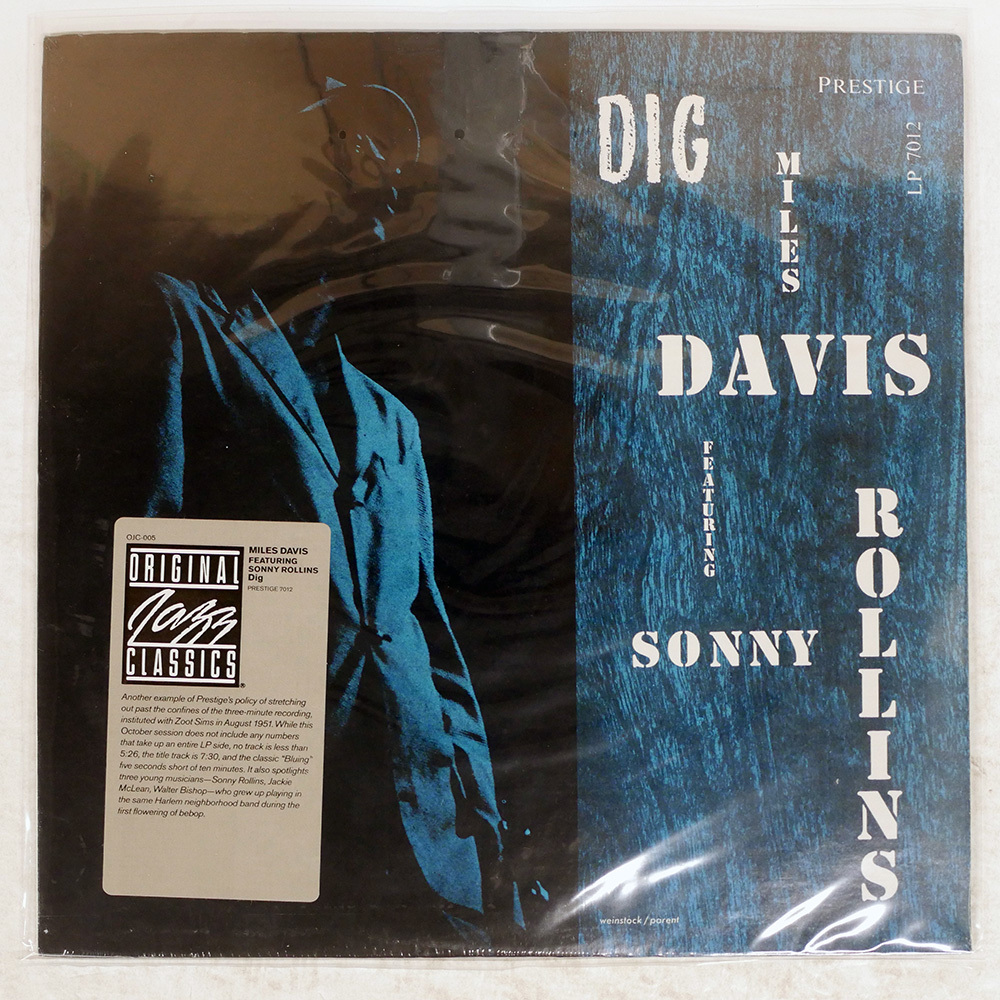 PRESTIGE
LP 7012
DIG
MILES
DAVIS
FEATURING
SONNY
ROLLINS
weinstock / parent
OJC-005
ORIGINAL
Jazz
CLASSICS®
MILES DAVIS
FEATURING
SONNY ROLLINS
Dig
PRESTIGE 7012
Another example of Prestige's policy of stretching
out past the confines of the three-minute recording,
instituted with Zoot Sims in August 1951. While this
October session does not include any numbers
that take up an entire LP side, no track is less than
5:26, the title track is 7:30, and the classic "Bluing"
five seconds short of ten minutes. It also spotlights
three young musicians—Sonny Rollins, Jackie
McLean, Walter Bishop—who grew up playing in
the same Harlem neighborhood band during the
first flowering of bebop.